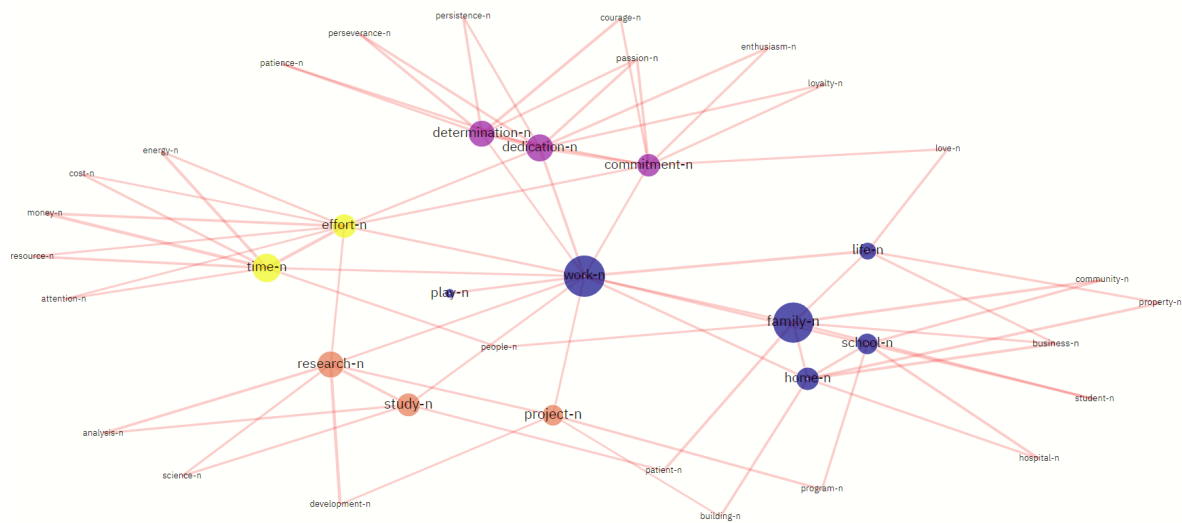 persistence-n
courage-n
perseverance-n
enthusiasm-n
passion-n
patience-n
loyalty-n
determination-n
dedication-n
commitment-n
energy-n
love-n
cost-n
money-n
effort-n
life-n
resource-n
time-n
work-n
community-n
play-n
attention-n
property-n
family-n
school-n
people-n
business-n
research-n
home-n
study-n
project-n
student-n
analysis-n
hospital-n
science-n
patient-n
program-n
development-n
building-n